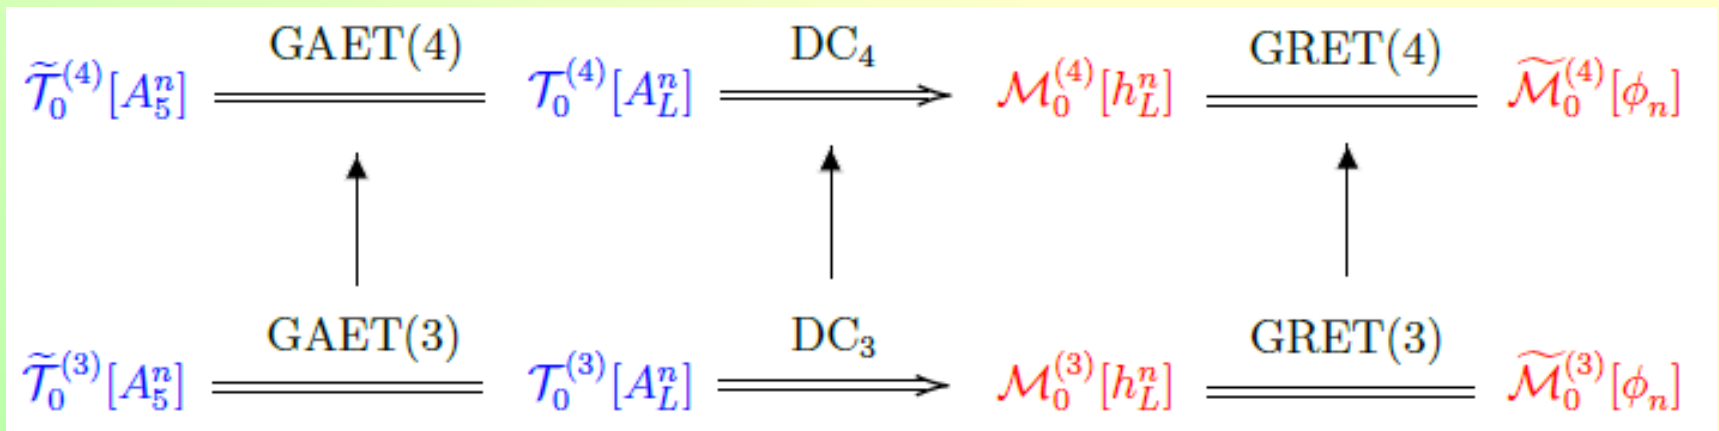 GAET(4) DC₄ GRET(4)
𝒯̃₀⁽⁴⁾[A₅ⁿ] 𝒯₀⁽⁴⁾[A_Lⁿ] ℳ₀⁽⁴⁾[h_Lⁿ] ℳ̃₀⁽⁴⁾[ϕₙ]
GAET(3) DC₃ GRET(3)
𝒯̃₀⁽³⁾[A₅ⁿ] 𝒯₀⁽³⁾[A_Lⁿ] ℳ₀⁽³⁾[h_Lⁿ] ℳ̃₀⁽³⁾[ϕₙ]